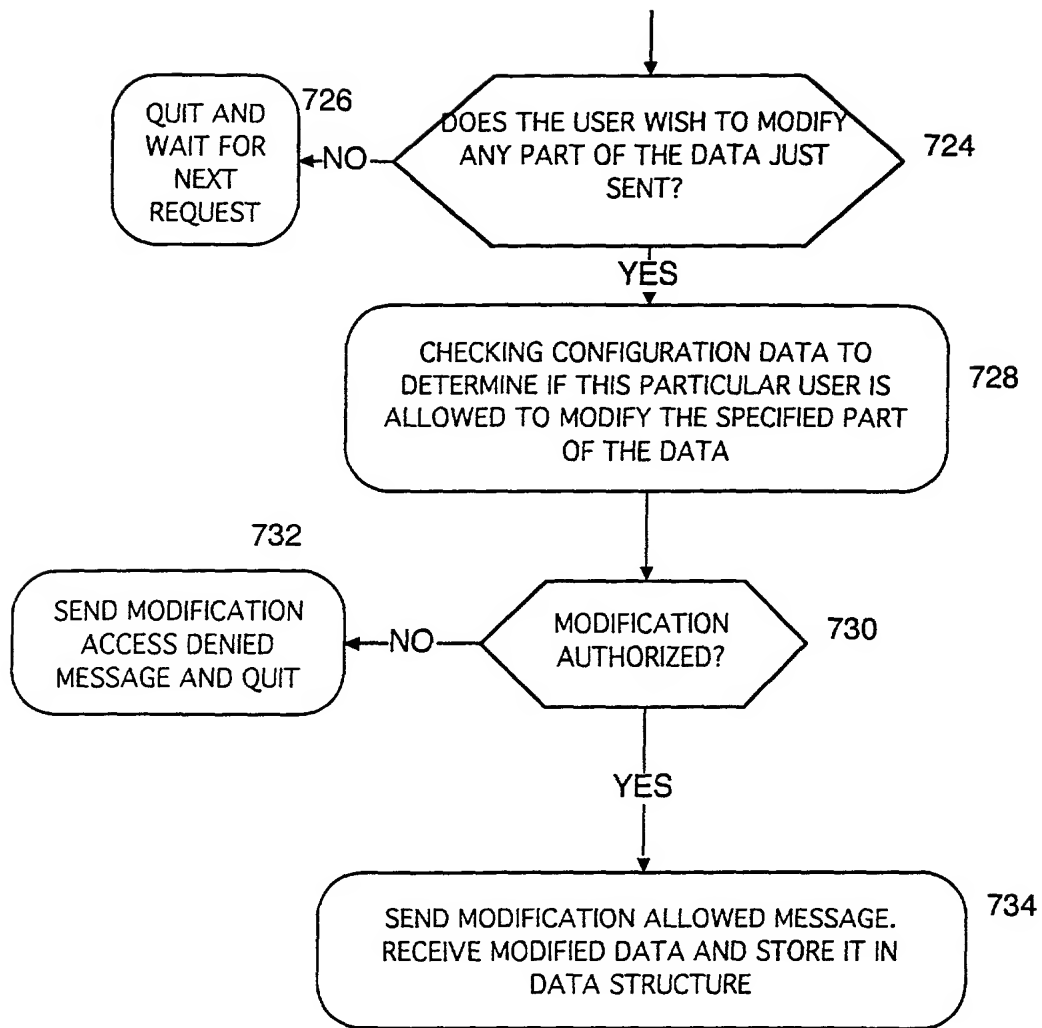 726
QUIT AND
WAIT FOR
NEXT
REQUEST
NO
DOES THE USER WISH TO MODIFY
ANY PART OF THE DATA JUST
SENT?
724
YES
CHECKING CONFIGURATION DATA TO
DETERMINE IF THIS PARTICULAR USER IS
ALLOWED TO MODIFY THE SPECIFIED PART
OF THE DATA
728
732
SEND MODIFICATION
ACCESS DENIED
MESSAGE AND QUIT
NO
MODIFICATION
AUTHORIZED?
730
YES
SEND MODIFICATION ALLOWED MESSAGE.
RECEIVE MODIFIED DATA AND STORE IT IN
DATA STRUCTURE
734